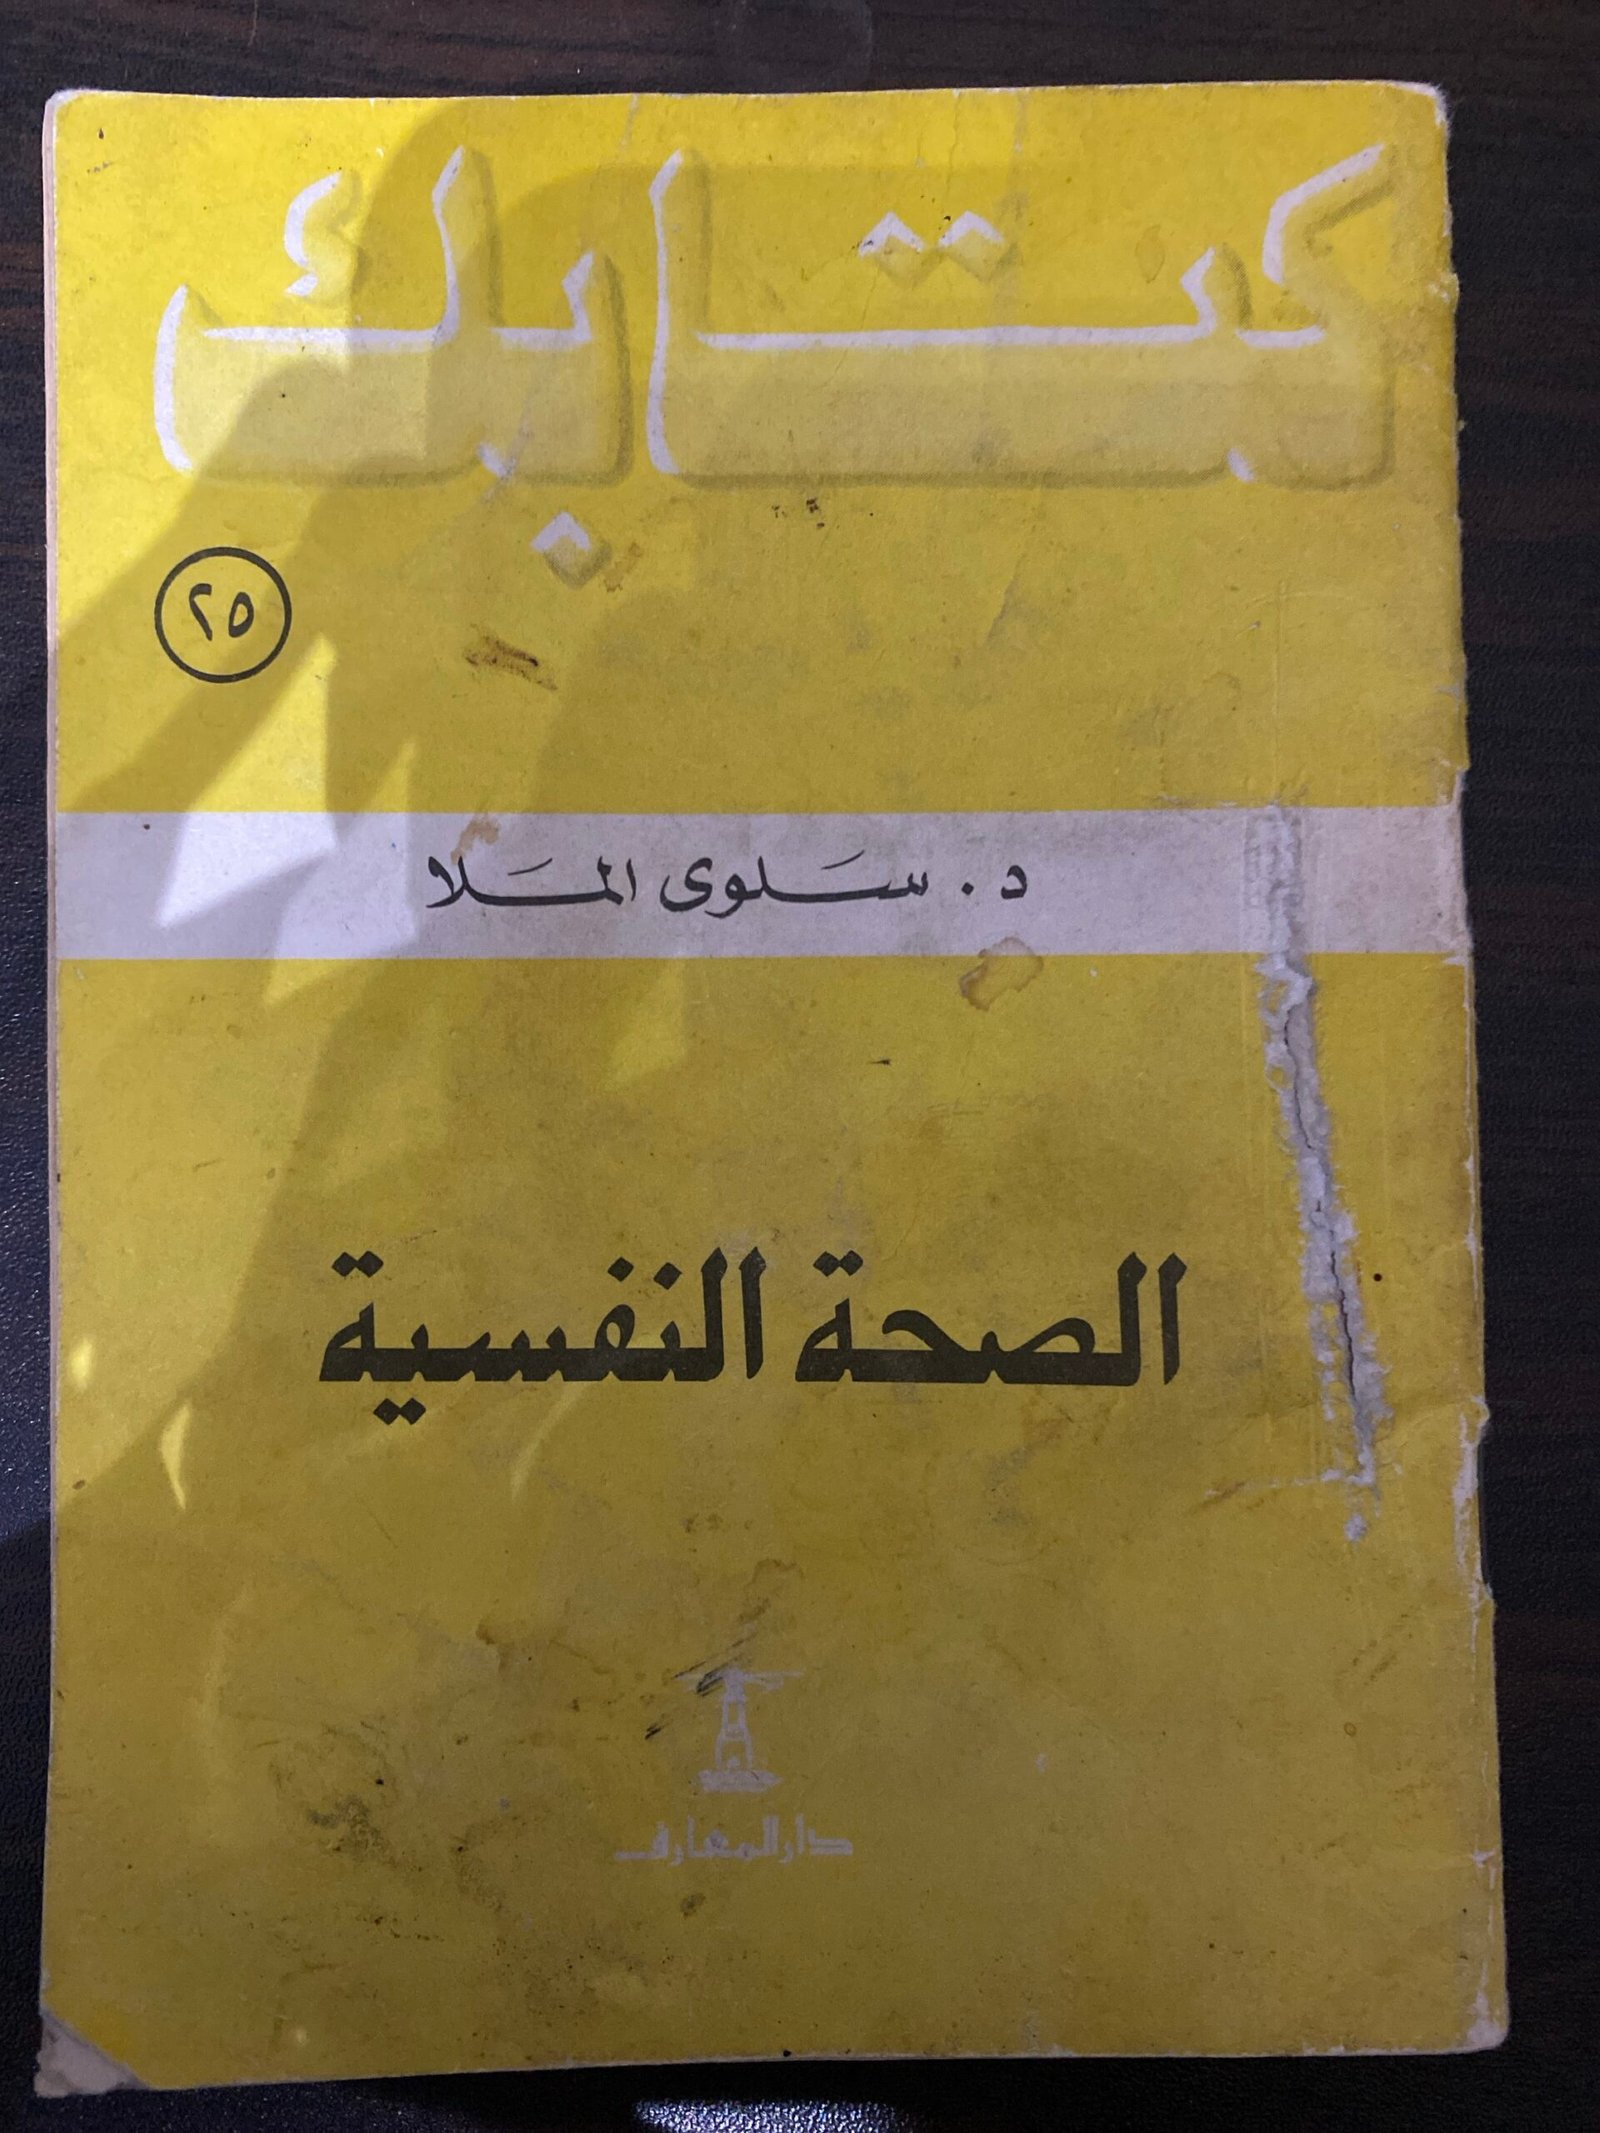 كتابك
٢٥
د. سلوى الملا
الصحة النفسية
دار المعارف